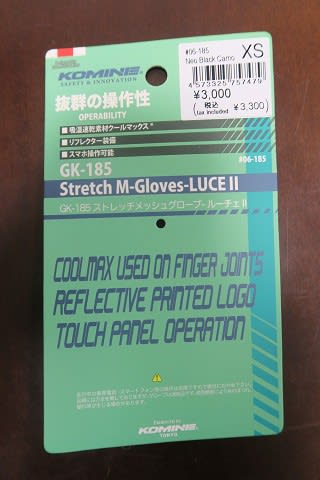 KOMINE
SAFETY & INNOVATION
抜群の操作性
OPERABILITY
■吸湿速乾素材クールマックス®
■リフレクター装備
■スマホ操作可能
#06-185
Neo Black Camo
XS
4573325757479
¥3,000
(税込
(tax included ¥3,300)
GK-185
#06-185
Stretch M-Gloves-LUCE II
GK-185 ストレッチメッシュグローブ-ルーチェ II
COOLMAX USED ON FINGER JOINTS
REFLECTIVE PRINTED LOGO
TOUCH PANEL OPERATION
KOMINE
TOKYO